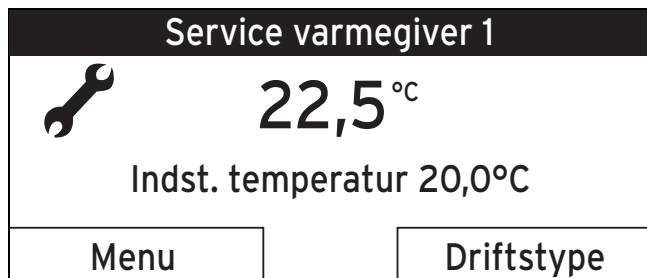 Service varmegiver 1
22,5°C
Indst. temperatur 20,0°C
Menu Driftstype